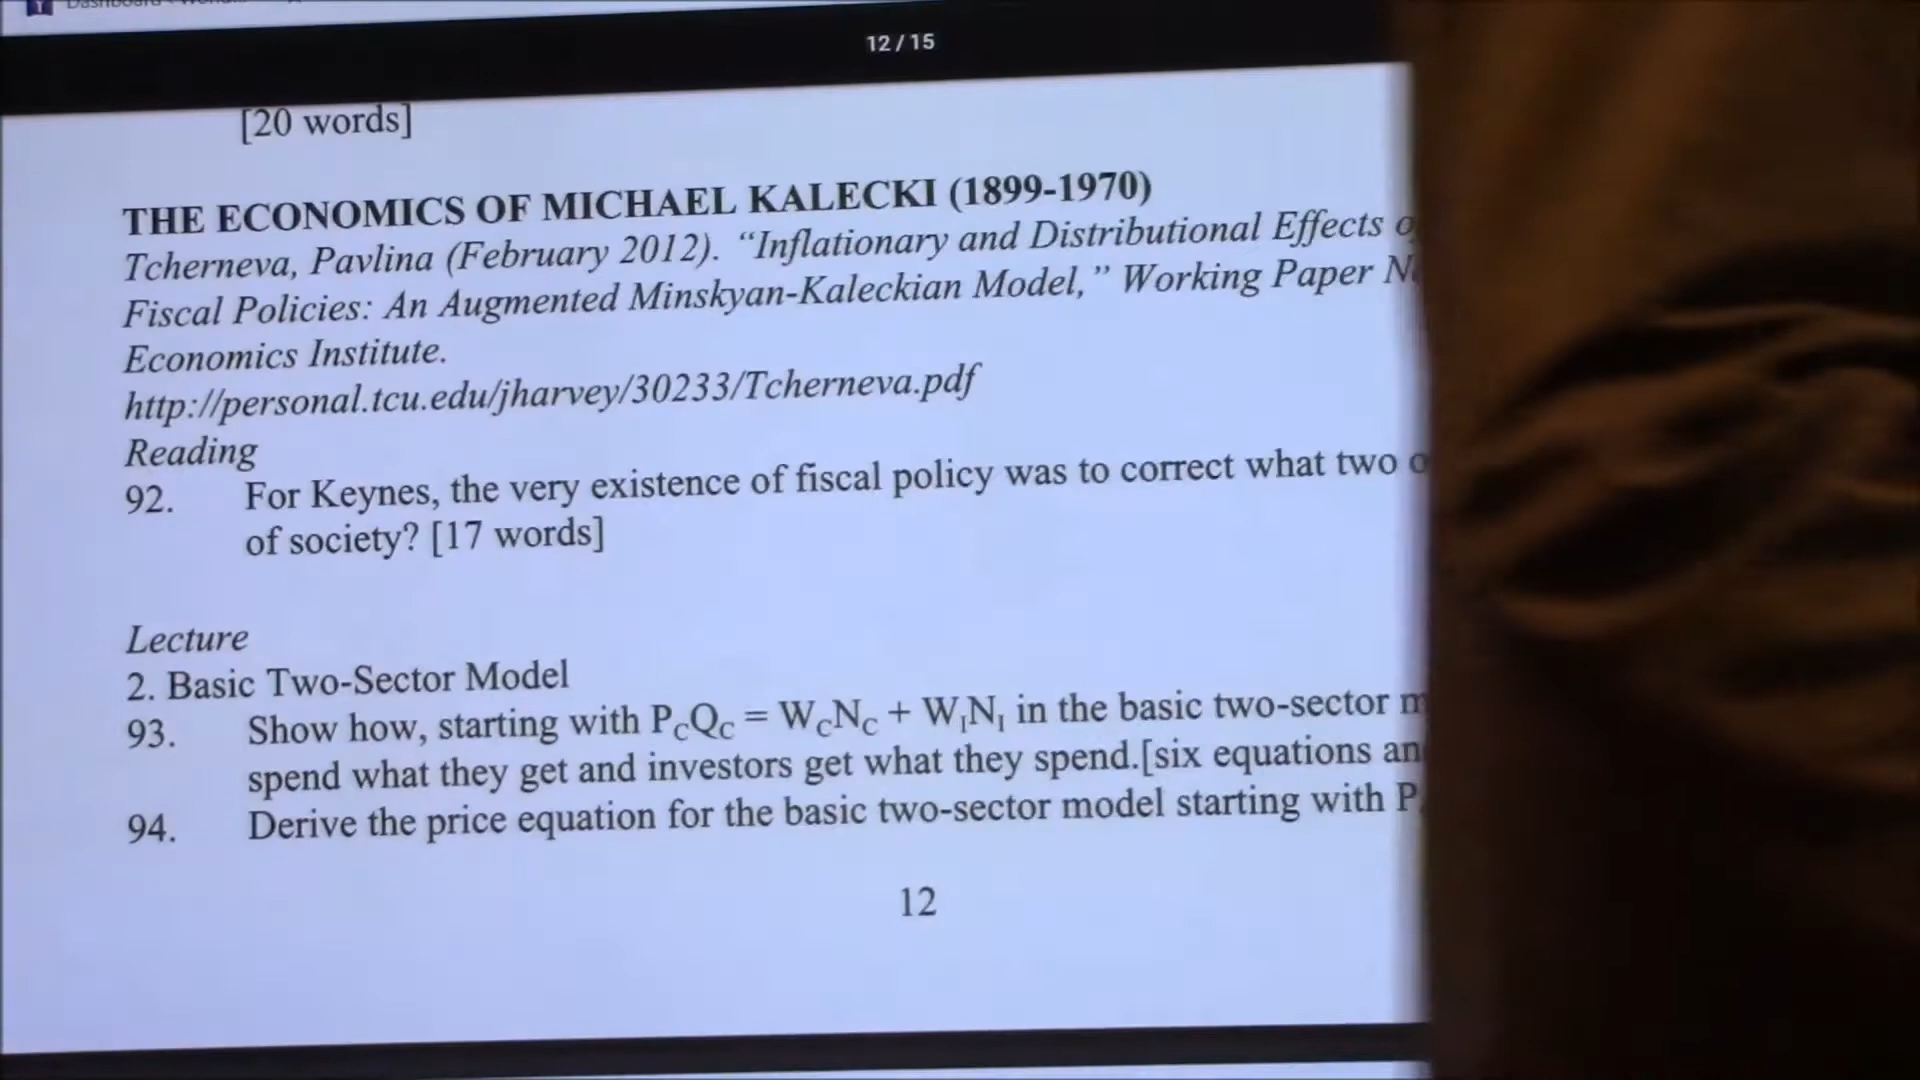 12 / 15
[20 words]
THE ECONOMICS OF MICHAEL KALECKI (1899-1970)
Tcherneva, Pavlina (February 2012). “Inflationary and Distributional Effects
Fiscal Policies: An Augmented Minskyan-Kaleckian Model,” Working Paper
Economics Institute.
http://personal.tcu.edu/jharvey/30233/Tcherneva.pdf
Reading
92. For Keynes, the very existence of fiscal policy was to correct what two
of society? [17 words]
Lecture
2. Basic Two-Sector Model
93. Show how, starting with PCQC = WCNC + WINI in the basic two-sector
spend what they get and investors get what they spend.[six equations
94. Derive the price equation for the basic two-sector model starting with
12